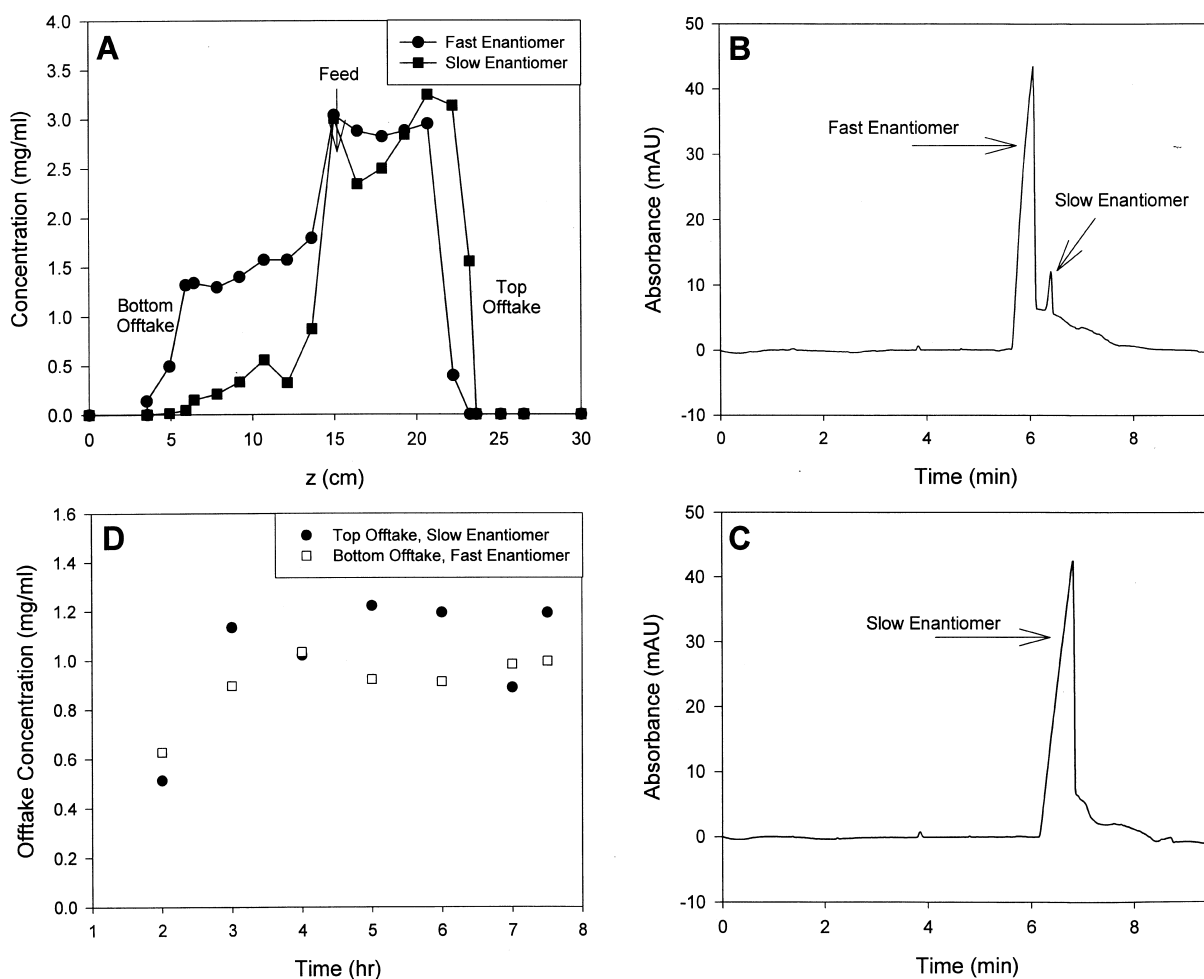 A
Fast Enantiomer
Slow Enantiomer
Feed
Bottom
Offtake
Top
Offtake
4.0
3.5
3.0
2.5
2.0
1.5
1.0
0.5
0.0
Concentration (mg/ml)
0 5 10 15 20 25 30
z (cm)
B
Fast Enantiomer
Slow Enantiomer
50
40
30
20
10
0
-10
Absorbance (mAU)
0 2 4 6 8
Time (min)
D
Top Offtake, Slow Enantiomer
Bottom Offtake, Fast Enantiomer
1.6
1.4
1.2
1.0
0.8
0.6
0.4
0.2
0.0
Offtake Concentration (mg/ml)
1 2 3 4 5 6 7 8
Time (hr)
C
Slow Enantiomer
50
40
30
20
10
0
-10
Absorbance (mAU)
0 2 4 6 8
Time (min)